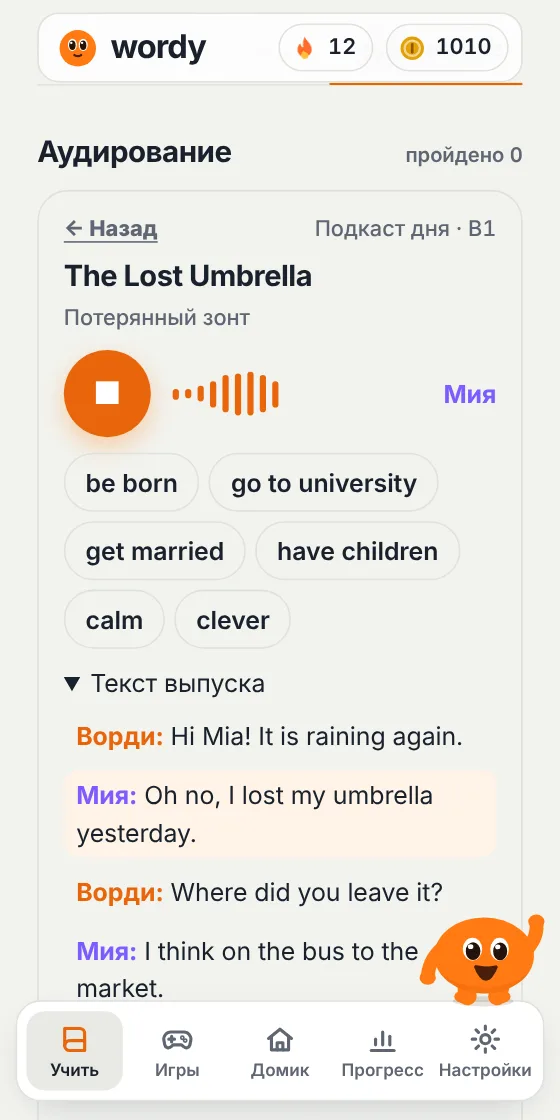 wordy
12
1010
Аудирование
пройдено 0
← Назад
Подкаст дня · B1
The Lost Umbrella
Потерянный зонт
Мия
be born
go to university
get married
have children
calm
clever
▼ Текст выпуска
Ворди: Hi Mia! It is raining again.
Мия: Oh no, I lost my umbrella
yesterday.
Ворди: Where did you leave it?
Мия: I think on the bus to the
market.
Учить
Игры
Домик
Прогресс
Настройки